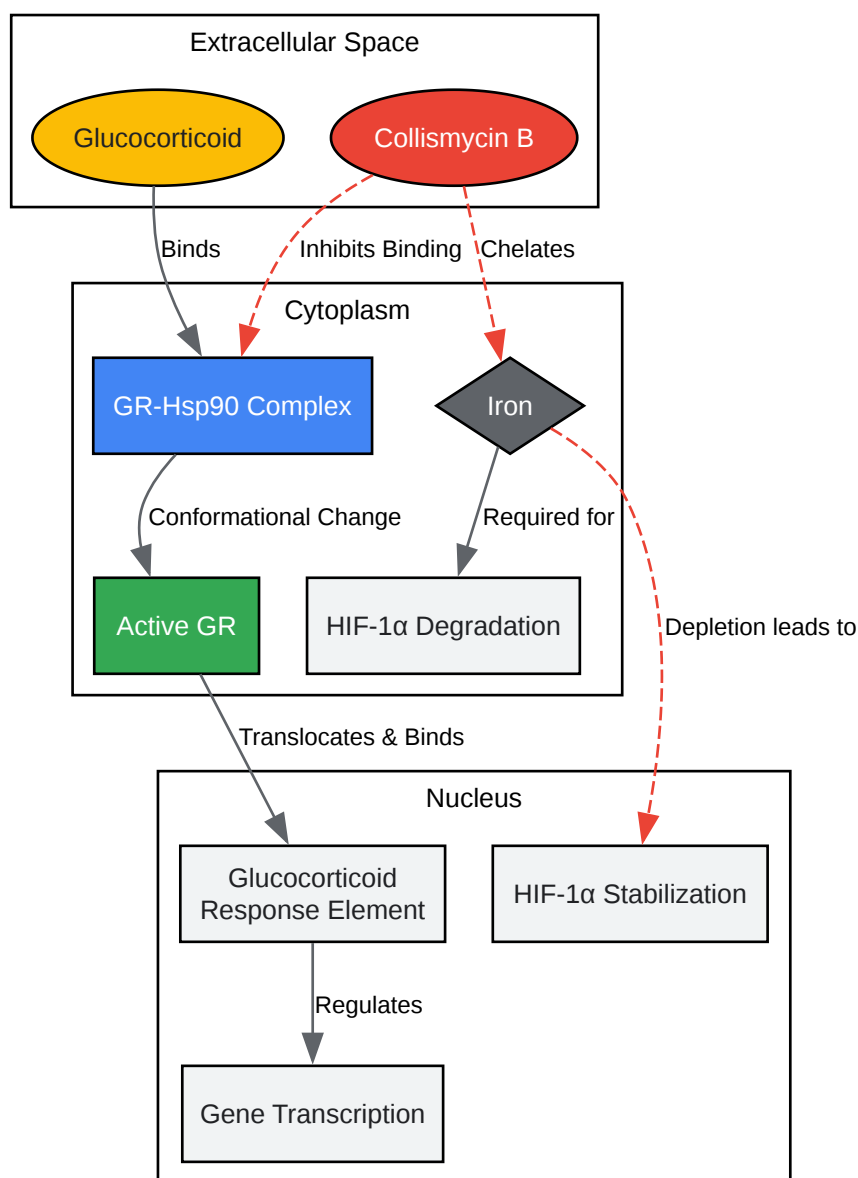 Extracellular Space
Glucocorticoid
Collismycin B
Binds
Inhibits Binding
Chelates
Cytoplasm
GR-Hsp90 Complex
Iron
Conformational Change
Required for
Active GR
HIF-1α Degradation
Depletion leads to
Translocates & Binds
Nucleus
Glucocorticoid
Response Element
HIF-1α Stabilization
Regulates
Gene Transcription